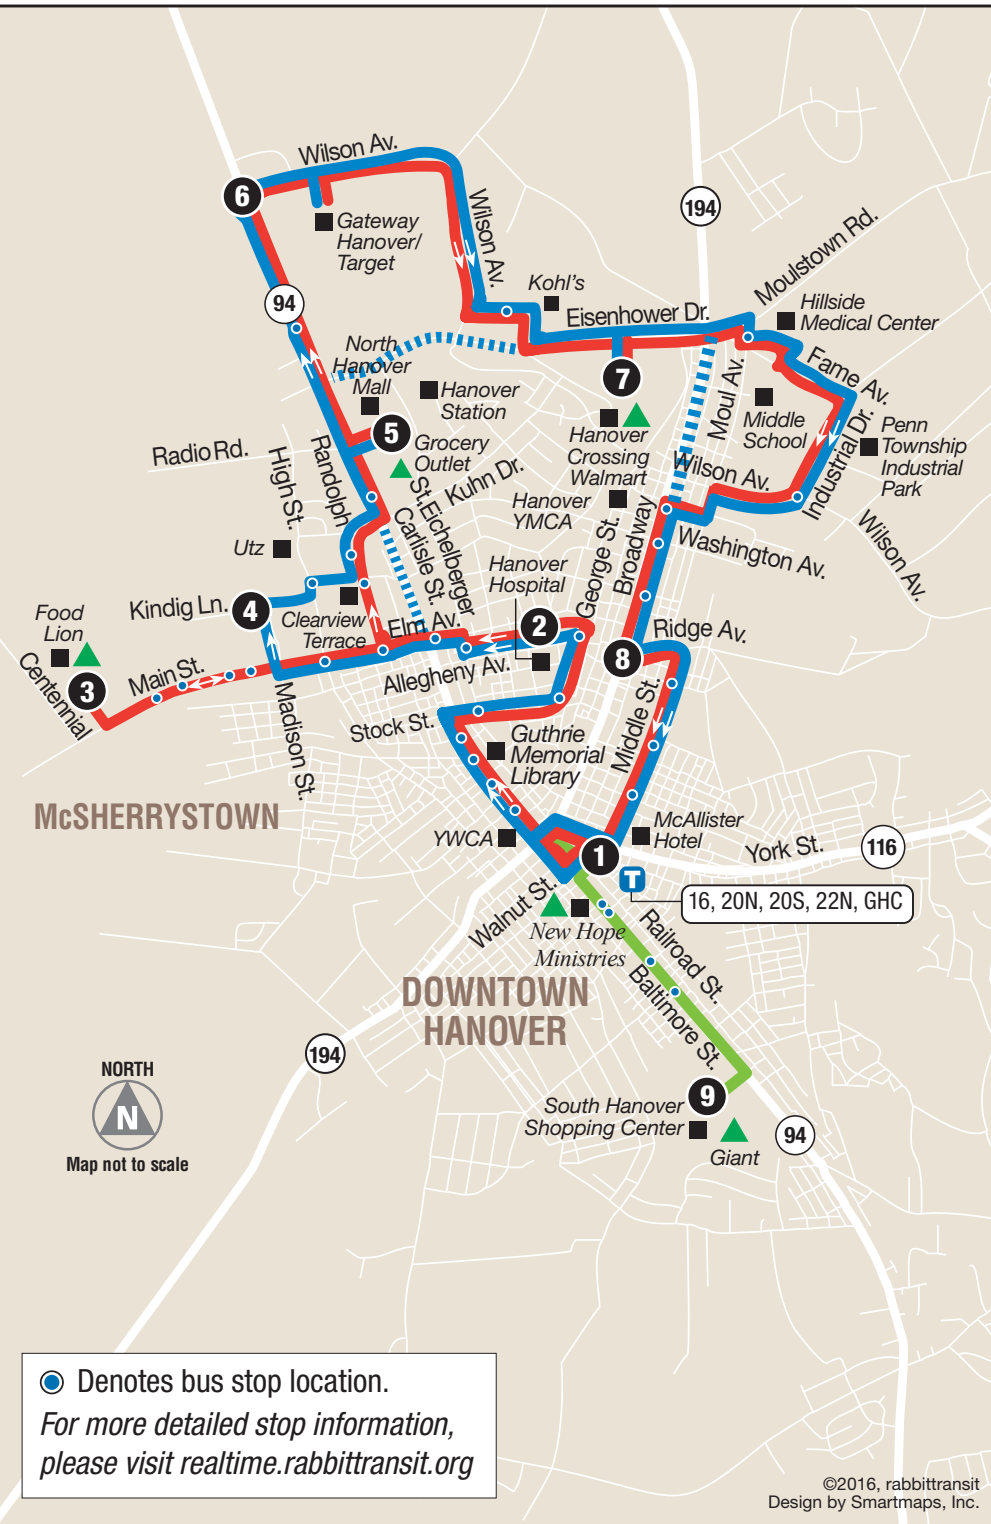 Wilson Av.
6
Gateway
Hanover/
Target
Wilson Av.
194
Moulstown Rd.
94
Kohl's
Eisenhower Dr.
Hillside
Medical Center
North
Hanover
Mall
Hanover
Station
7
Moul Av.
Fame Av.
Middle
School
Industrial Dr.
Penn
Township
Industrial
Park
5
Grocery
Outlet
Hanover
Crossing
Walmart
Radio Rd.
High St.
Randolph
St.
Kuhn Dr.
Hanover
YMCA
Wilson Av.
Wilson Av.
Carlisle St.
Eichelberger
George St.
Broadway
Washington Av.
Utz
Hanover
Hospital
Kindig Ln.
4
Clearview
Terrace
Elm Av.
2
Ridge Av.
8
Food
Lion
3
Centennial
Main St.
Madison St.
Allegheny Av.
Stock St.
Middle St.
Guthrie
Memorial
Library
McSHERRYSTOWN
YWCA
McAllister
Hotel
York St.
116
1
T
16, 20N, 20S, 22N, GHC
Walnut St.
New Hope
Ministries
Railroad St.
Baltimore St.
DOWNTOWN
HANOVER
194
NORTH
N
Map not to scale
9
South Hanover
Shopping Center
Giant
94
Denotes bus stop location.
For more detailed stop information,
please visit realtime.rabbittransit.org
©2016, rabbittransit
Design by Smartmaps, Inc.